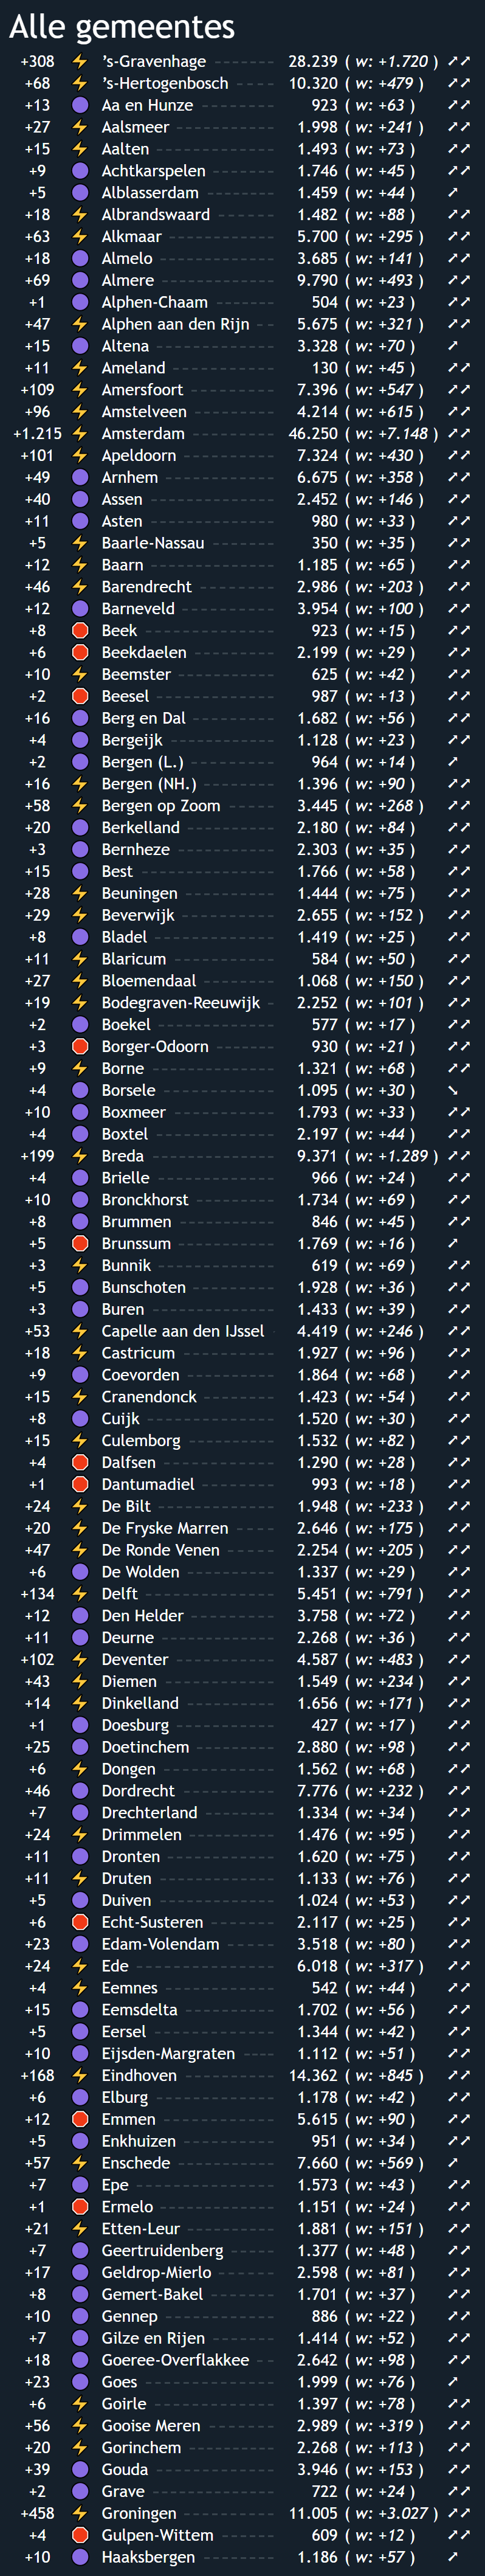 Alle gemeentes
+308 ⚡ ’s-Gravenhage 28.239 ( w: +1.720 ) ➚➚
+68 ⚡ ’s-Hertogenbosch 10.320 ( w: +479 ) ➚➚
+13 🟣 Aa en Hunze 923 ( w: +63 ) ➚➚
+27 ⚡ Aalsmeer 1.998 ( w: +241 ) ➚➚
+15 ⚡ Aalten 1.493 ( w: +73 ) ➚➚
+9 🟣 Achtkarspelen 1.746 ( w: +45 ) ➚➚
+5 🟣 Alblasserdam 1.459 ( w: +44 ) ➚
+18 ⚡ Albrandswaard 1.482 ( w: +88 ) ➚➚
+63 ⚡ Alkmaar 5.700 ( w: +295 ) ➚➚
+18 🟣 Almelo 3.685 ( w: +141 ) ➚➚
+69 🟣 Almere 9.790 ( w: +493 ) ➚➚
+1 🟣 Alphen-Chaam 504 ( w: +23 ) ➚➚
+47 ⚡ Alphen aan den Rijn 5.675 ( w: +321 ) ➚➚
+15 🟣 Altena 3.328 ( w: +70 ) ➚
+11 ⚡ Ameland 130 ( w: +45 ) ➚➚
+109 ⚡ Amersfoort 7.396 ( w: +547 ) ➚➚
+96 ⚡ Amstelveen 4.214 ( w: +615 ) ➚➚
+1.215 ⚡ Amsterdam 46.250 ( w: +7.148 ) ➚➚
+101 ⚡ Apeldoorn 7.324 ( w: +430 ) ➚➚
+49 🟣 Arnhem 6.675 ( w: +358 ) ➚➚
+40 🟣 Assen 2.452 ( w: +146 ) ➚➚
+11 🟣 Asten 980 ( w: +33 ) ➚➚
+5 ⚡ Baarle-Nassau 350 ( w: +35 ) ➚➚
+12 ⚡ Baarn 1.185 ( w: +65 ) ➚➚
+46 ⚡ Barendrecht 2.986 ( w: +203 ) ➚➚
+12 🟣 Barneveld 3.954 ( w: +100 ) ➚➚
+8 🛑 Beek 923 ( w: +15 ) ➚➚
+6 🛑 Beekdaelen 2.199 ( w: +29 ) ➚➚
+10 ⚡ Beemster 625 ( w: +42 ) ➚➚
+2 🛑 Beesel 987 ( w: +13 ) ➚➚
+16 🟣 Berg en Dal 1.682 ( w: +56 ) ➚➚
+4 🟣 Bergeijk 1.128 ( w: +23 ) ➚➚
+2 🟣 Bergen (L.) 964 ( w: +14 ) ➚
+16 ⚡ Bergen (NH.) 1.396 ( w: +90 ) ➚➚
+58 ⚡ Bergen op Zoom 3.445 ( w: +268 ) ➚➚
+20 🟣 Berkelland 2.180 ( w: +84 ) ➚➚
+3 🟣 Bernheze 2.303 ( w: +35 ) ➚➚
+15 🟣 Best 1.766 ( w: +58 ) ➚➚
+28 ⚡ Beuningen 1.444 ( w: +75 ) ➚➚
+29 ⚡ Beverwijk 2.655 ( w: +152 ) ➚➚
+8 🟣 Bladel 1.419 ( w: +25 ) ➚➚
+11 ⚡ Blaricum 584 ( w: +50 ) ➚➚
+27 ⚡ Bloemendaal 1.068 ( w: +150 ) ➚➚
+19 ⚡ Bodegraven-Reeuwijk 2.252 ( w: +101 ) ➚➚
+2 🟣 Boekel 577 ( w: +17 ) ➚➚
+3 🛑 Borger-Odoorn 930 ( w: +21 ) ➚➚
+9 ⚡ Borne 1.321 ( w: +68 ) ➚➚
+4 🟣 Borsele 1.095 ( w: +30 ) ➘
+10 🟣 Boxmeer 1.793 ( w: +33 ) ➚➚
+4 🟣 Boxtel 2.197 ( w: +44 ) ➚➚
+199 ⚡ Breda 9.371 ( w: +1.289 ) ➚➚
+4 🟣 Brielle 966 ( w: +24 ) ➚➚
+10 🟣 Bronckhorst 1.734 ( w: +69 ) ➚➚
+8 🟣 Brummen 846 ( w: +45 ) ➚➚
+5 🛑 Brunssum 1.769 ( w: +16 ) ➚
+3 ⚡ Bunnik 619 ( w: +69 ) ➚➚
+5 🟣 Bunschoten 1.928 ( w: +36 ) ➚➚
+3 🟣 Buren 1.433 ( w: +39 ) ➚➚
+53 ⚡ Capelle aan den IJssel 4.419 ( w: +246 ) ➚➚
+18 ⚡ Castricum 1.927 ( w: +96 ) ➚➚
+9 🟣 Coevorden 1.864 ( w: +68 ) ➚➚
+15 ⚡ Cranendonck 1.423 ( w: +54 ) ➚➚
+8 🟣 Cuijk 1.520 ( w: +30 ) ➚➚
+15 ⚡ Culemborg 1.532 ( w: +82 ) ➚➚
+4 🛑 Dalfsen 1.290 ( w: +28 ) ➚➚
+1 🛑 Dantumadiel 993 ( w: +18 ) ➚➚
+24 ⚡ De Bilt 1.948 ( w: +233 ) ➚➚
+20 ⚡ De Fryske Marren 2.646 ( w: +175 ) ➚➚
+47 ⚡ De Ronde Venen 2.254 ( w: +205 ) ➚➚
+6 🟣 De Wolden 1.337 ( w: +29 ) ➚➚
+134 ⚡ Delft 5.451 ( w: +791 ) ➚➚
+12 🟣 Den Helder 3.758 ( w: +72 ) ➚➚
+11 🟣 Deurne 2.268 ( w: +36 ) ➚➚
+102 ⚡ Deventer 4.587 ( w: +483 ) ➚➚
+43 ⚡ Diemen 1.549 ( w: +234 ) ➚➚
+14 ⚡ Dinkelland 1.656 ( w: +171 ) ➚➚
+1 🟣 Doesburg 427 ( w: +17 ) ➚➚
+25 🟣 Doetinchem 2.880 ( w: +98 ) ➚➚
+6 ⚡ Dongen 1.562 ( w: +68 ) ➚➚
+46 🟣 Dordrecht 7.776 ( w: +232 ) ➚➚
+7 🟣 Drechterland 1.334 ( w: +34 ) ➚➚
+24 ⚡ Drimmelen 1.476 ( w: +95 ) ➚➚
+11 🟣 Dronten 1.620 ( w: +75 ) ➚➚
+11 ⚡ Druten 1.133 ( w: +76 ) ➚➚
+5 🟣 Duiven 1.024 ( w: +53 ) ➚➚
+6 🛑 Echt-Susteren 2.117 ( w: +25 ) ➚➚
+23 🟣 Edam-Volendam 3.518 ( w: +80 ) ➚➚
+24 ⚡ Ede 6.018 ( w: +317 ) ➚➚
+4 ⚡ Eemnes 542 ( w: +44 ) ➚➚
+15 🟣 Eemsdelta 1.702 ( w: +56 ) ➚➚
+5 🟣 Eersel 1.344 ( w: +42 ) ➚➚
+10 🟣 Eijsden-Margraten 1.112 ( w: +51 ) ➚➚
+168 ⚡ Eindhoven 14.362 ( w: +845 ) ➚➚
+6 🟣 Elburg 1.178 ( w: +42 ) ➚➚
+12 🛑 Emmen 5.615 ( w: +90 ) ➚➚
+5 🟣 Enkhuizen 951 ( w: +34 ) ➚➚
+57 ⚡ Enschede 7.660 ( w: +569 ) ➚
+7 🟣 Epe 1.573 ( w: +43 ) ➚➚
+1 🛑 Ermelo 1.151 ( w: +24 ) ➚➚
+21 ⚡ Etten-Leur 1.881 ( w: +151 ) ➚➚
+7 🟣 Geertruidenberg 1.377 ( w: +48 ) ➚➚
+17 🟣 Geldrop-Mierlo 2.598 ( w: +81 ) ➚➚
+8 🟣 Gemert-Bakel 1.701 ( w: +37 ) ➚➚
+10 🟣 Gennep 886 ( w: +22 ) ➚➚
+7 🟣 Gilze en Rijen 1.414 ( w: +52 ) ➚➚
+18 🟣 Goeree-Overflakkee 2.642 ( w: +98 ) ➚➚
+23 🟣 Goes 1.999 ( w: +76 ) ➚
+6 ⚡ Goirle 1.397 ( w: +78 ) ➚➚
+56 ⚡ Gooise Meren 2.989 ( w: +319 ) ➚➚
+20 ⚡ Gorinchem 2.268 ( w: +113 ) ➚➚
+39 🟣 Gouda 3.946 ( w: +153 ) ➚➚
+2 🟣 Grave 722 ( w: +24 ) ➚➚
+458 ⚡ Groningen 11.005 ( w: +3.027 ) ➚➚
+4 🛑 Gulpen-Wittem 609 ( w: +12 ) ➚➚
+10 🟣 Haaksbergen 1.186 ( w: +57 ) ➚